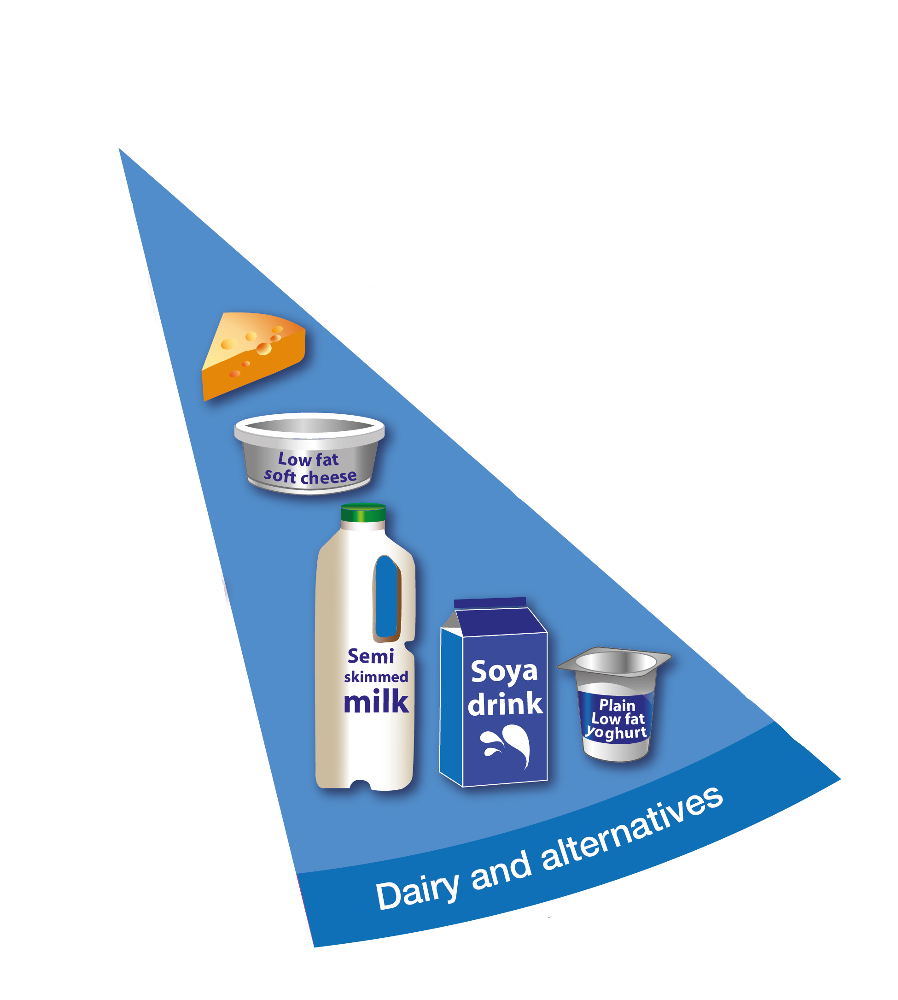 Low fat
soft cheese
Semi
skimmed
milk
Soya
drink
Plain
Low fat
yoghurt
Dairy and alternatives